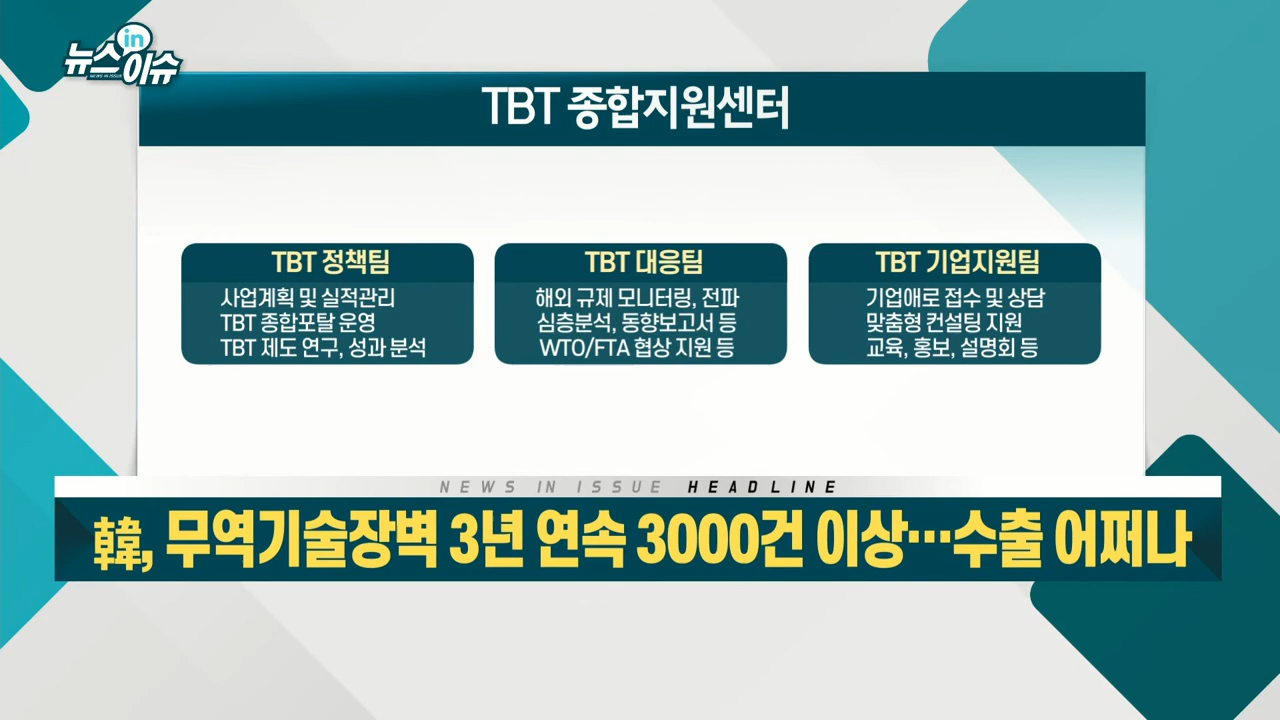 뉴스in이슈
NEWS IN ISSUE
TBT 종합지원센터
TBT 정책팀
사업계획 및 실적관리
TBT 종합포탈 운영
TBT 제도 연구, 성과 분석
TBT 대응팀
해외 규제 모니터링, 전파
심층분석, 동향보고서 등
WTO/FTA 협상 지원 등
TBT 기업지원팀
기업애로 접수 및 상담
맞춤형 컨설팅 지원
교육, 홍보, 설명회 등
NEWS IN ISSUE HEADLINE
韓, 무역기술장벽 3년 연속 3000건 이상…수출 어쩌나